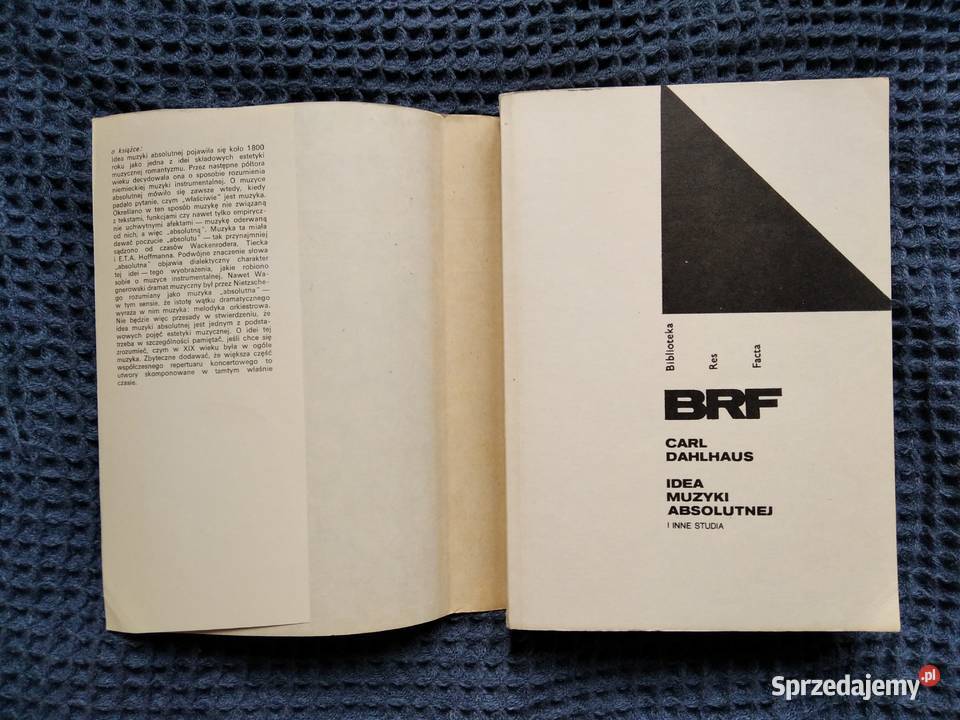 o książce:
Idea muzyki absolutnej pojawiła się koło 1800
roku jako jedna z idei składowych estetyki
muzycznej romantyzmu. Przez następne półtora
wieku decydowała ona o sposobie rozumienia
niemieckiej muzyki instrumentalnej. O muzyce
absolutnej mówiło się zawsze wtedy, kiedy
padało pytanie, czym „właściwie" jest muzyka.
Określano w ten sposób muzykę nie związaną
z tekstami, funkcjami czy nawet tylko empirycz-
nie uchwytnymi afektami — muzykę oderwaną
od nich, a więc „absolutną". Muzyka ta miała
dawać poczucie „absolutu" — tak przynajmniej
sądzono od czasów Wackenrodera, Tiecka
i E.T.A. Hoffmanna. Podwójne znaczenie słowa
„absolutna" objawia dialektyczny charakter
tej idei — tego wyobrażenia, jakie robiono
sobie o muzyce instrumentalnej. Nawet Wa-
gnerowski dramat muzyczny był przez Nietzsche-
go rozumiany jako muzyka „absolutna" —
w tym sensie, że istotę wątku dramatycznego
wyraża w nim muzyka: melodyka orkiestrowa.
Nie będzie więc przesady w stwierdzeniu, że
idea muzyki absolutnej jest jednym z podsta-
wowych pojęć estetyki muzycznej. O idei tej
trzeba w szczególności pamiętać, jeśli chce się
zrozumieć, czym w XIX wieku była w ogóle
muzyka. Zbyteczne dodawać, że większa część
współczesnego repertuaru koncertowego to
utwory skomponowane w tamtym właśnie
czasie.
Biblioteka
Res
Facta
BRF
CARL
DAHLHAUS
IDEA
MUZYKI
ABSOLUTNEJ
I INNE STUDIA
Sprzedajemy.pl